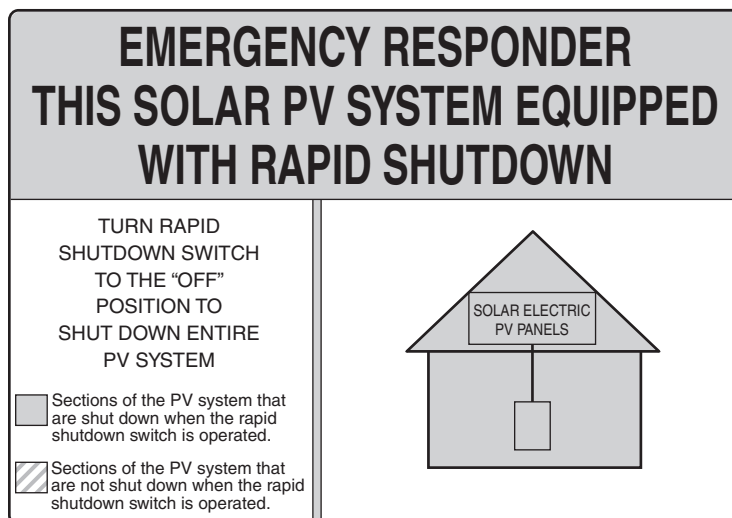 EMERGENCY RESPONDER
THIS SOLAR PV SYSTEM EQUIPPED
WITH RAPID SHUTDOWN
TURN RAPID
SHUTDOWN SWITCH
TO THE “OFF”
POSITION TO
SHUT DOWN ENTIRE
PV SYSTEM
Sections of the PV system that
are shut down when the rapid
shutdown switch is operated.
Sections of the PV system that
are not shut down when the rapid
shutdown switch is operated.
SOLAR ELECTRIC
PV PANELS